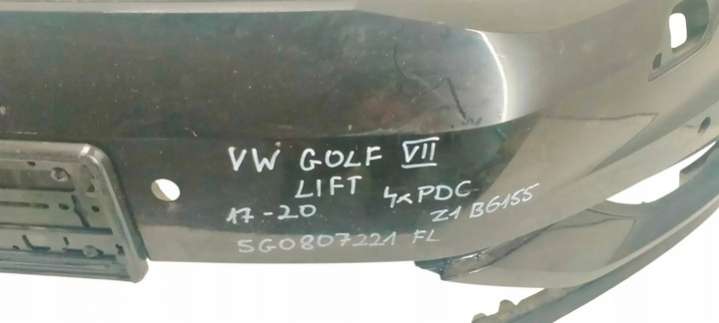 VW GOLF VII
LIFT 4xPDC
17-20 Z1 BG155
5G0807221 FL